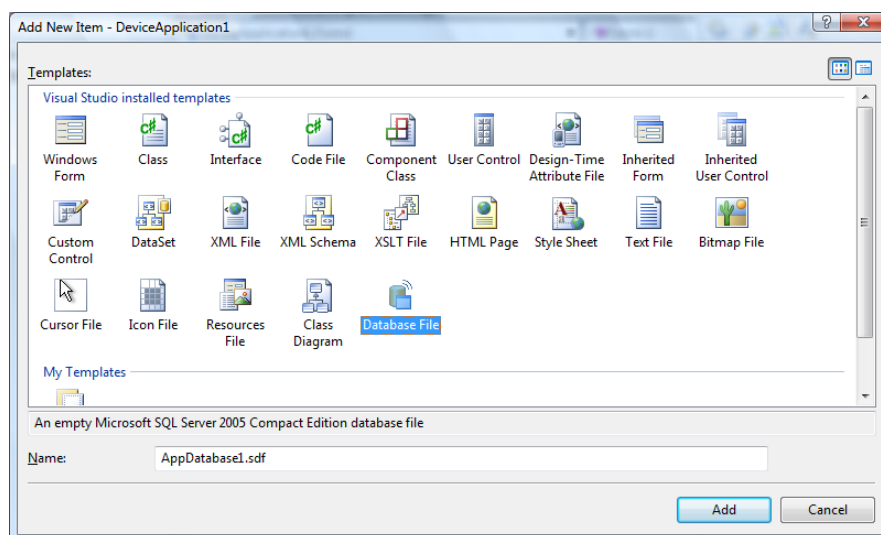 Add New Item - DeviceApplication1
Templates:
Visual Studio installed templates
Windows Form
Class
Interface
Code File
Component Class
User Control
Design-Time Attribute File
Inherited Form
Inherited User Control
Custom Control
DataSet
XML File
XML Schema
XSLT File
HTML Page
Style Sheet
Text File
Bitmap File
Cursor File
Icon File
Resources File
Class Diagram
Database File
My Templates
An empty Microsoft SQL Server 2005 Compact Edition database file
Name:
AppDatabase1.sdf
Add
Cancel